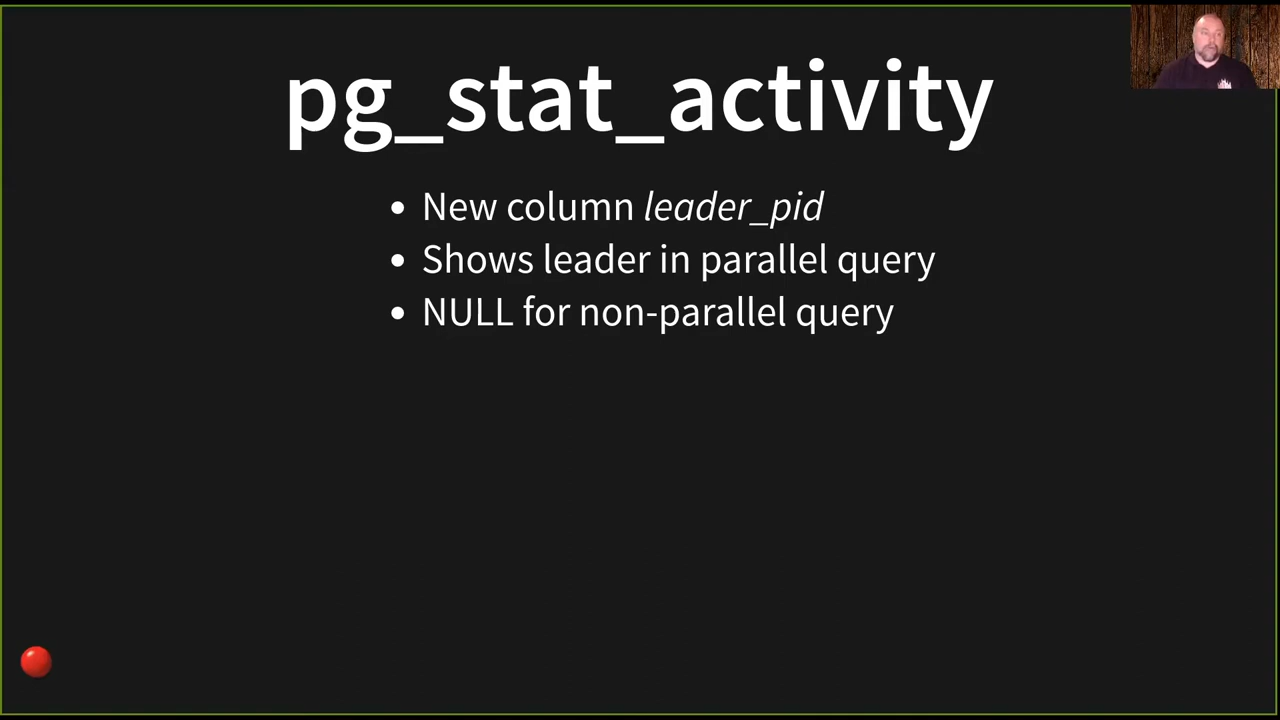 pg_stat_activity
• New column leader_pid
• Shows leader in parallel query
• NULL for non-parallel query